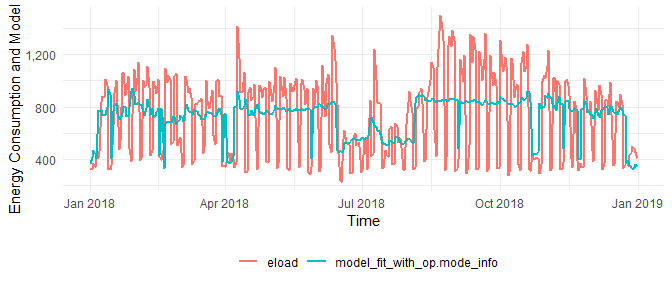 Energy Consumption and Model
1,200
800
400
Jan 2018
Apr 2018
Jul 2018
Oct 2018
Jan 2019
Time
eload
model_fit_with_op.mode_info